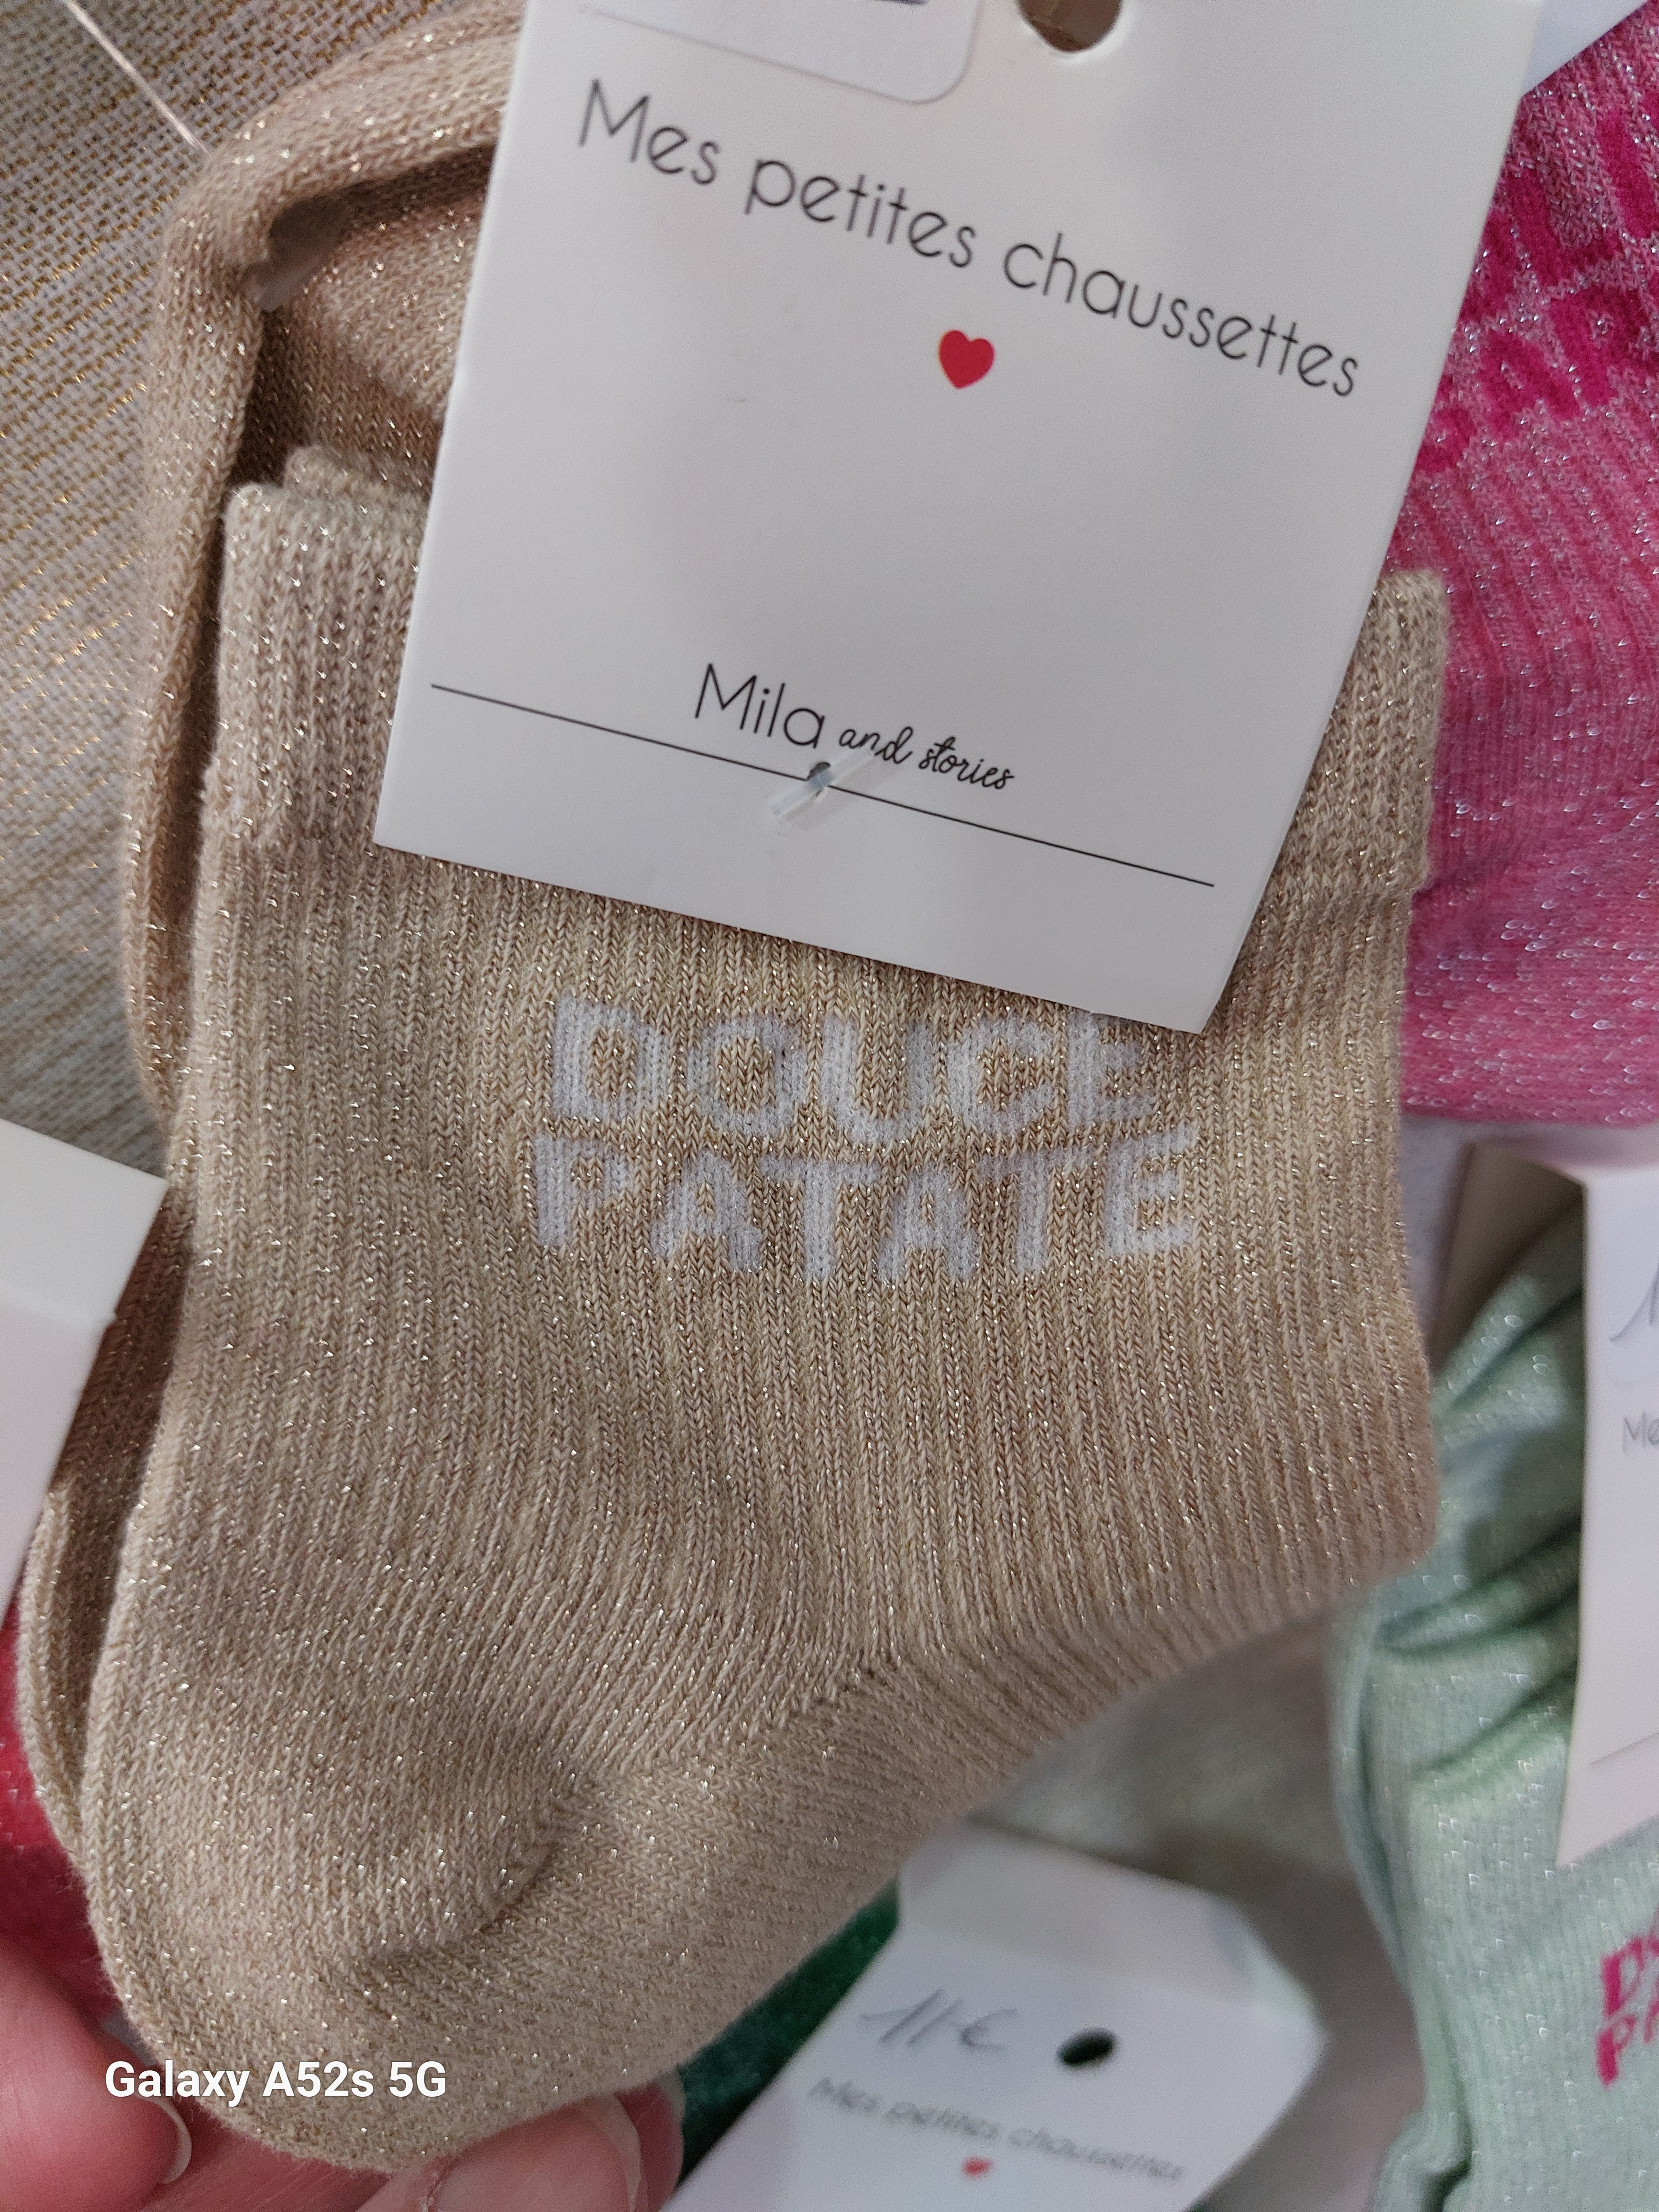 Mes petites chaussettes
Mila and stories
DOUCE
PATATE
11 €
Mes petites chaussettes
Galaxy A52s 5G